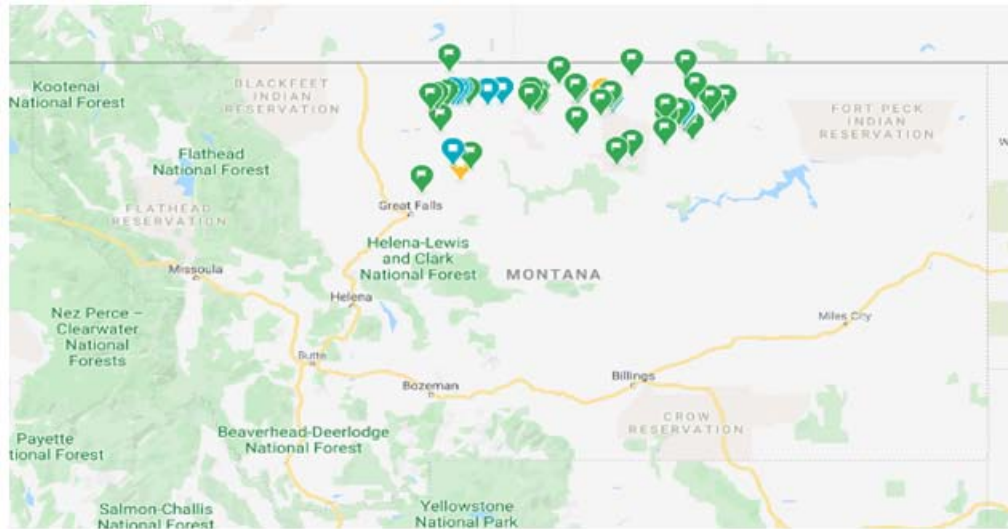 Kootenai
National Forest
BLACKFEET
INDIAN
RESERVATION
FORT PECK
INDIAN
RESERVATION
W
Flathead
National Forest
FLATHEAD
RESERVATION
Great Falls
Helena-Lewis
and Clark
National Forest
MONTANA
Missoula
Helena
Nez Perce –
Clearwater
National
Forests
Miles City
Butte
Bozeman
Billings
CROW
RESERVATION
Beaverhead-Deerlodge
National Forest
Payette
tional Forest
Salmon-Challis
National Forest
Yellowstone
National Park